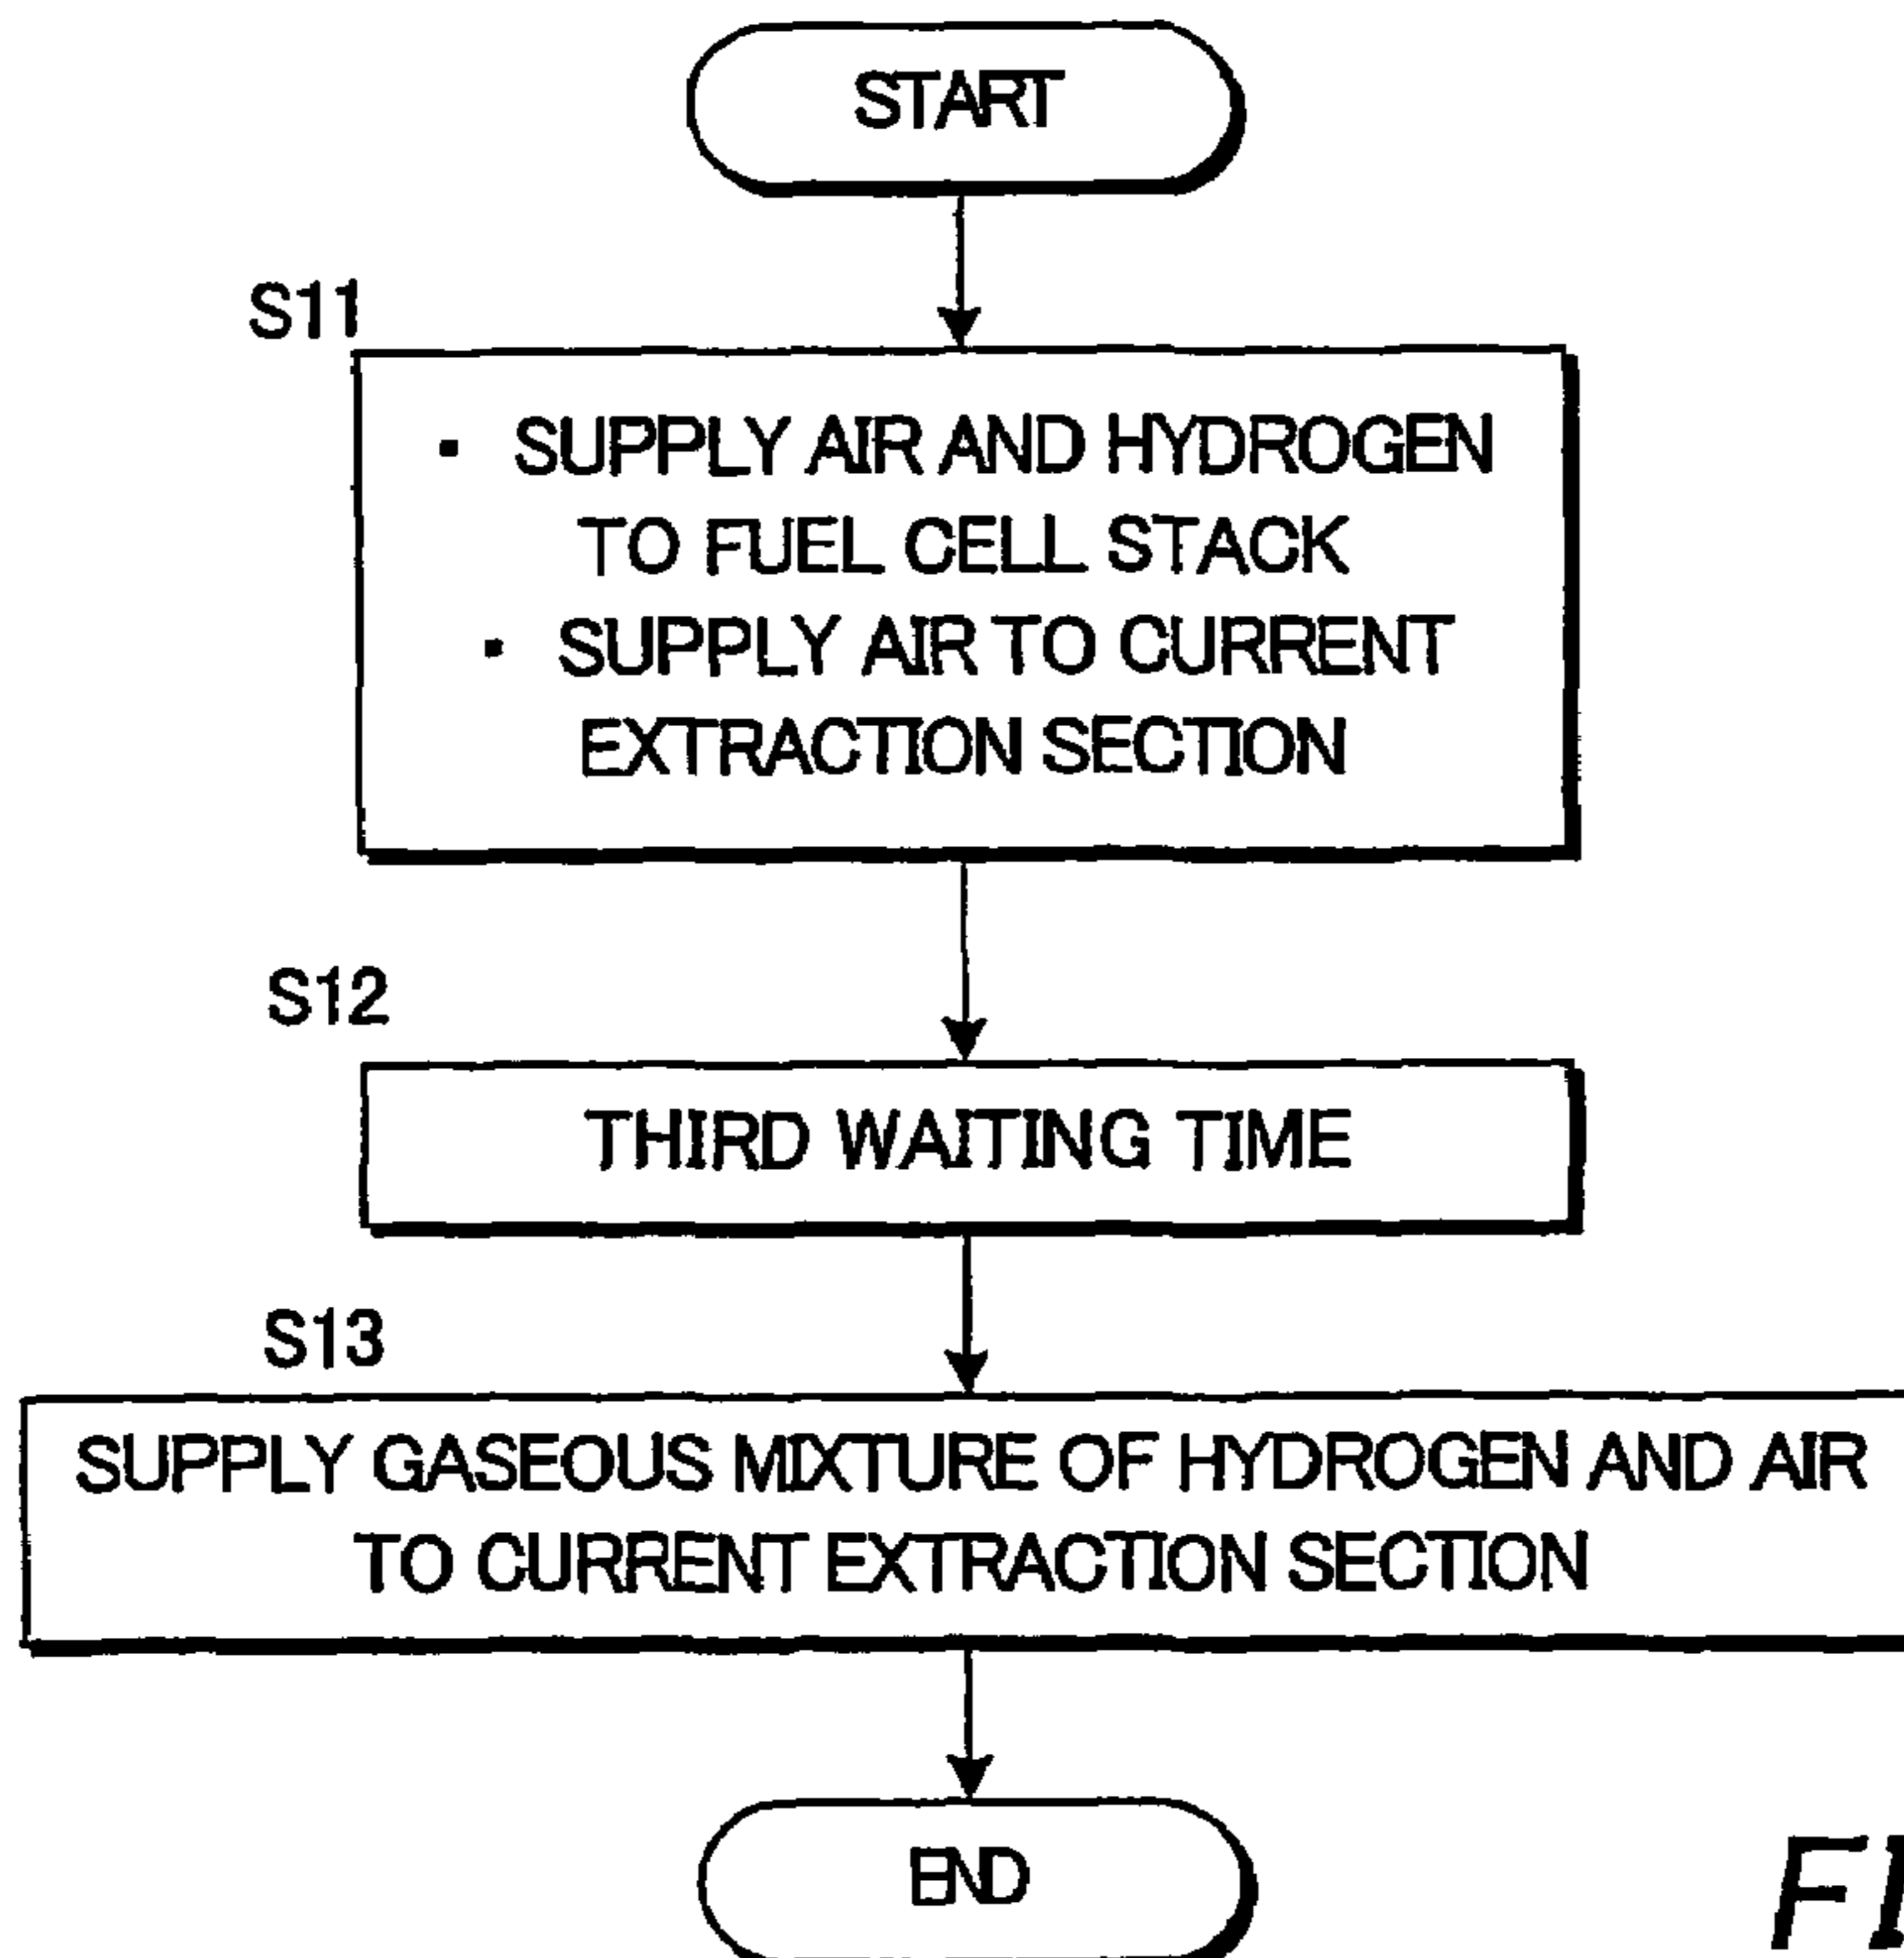 START
S11
▪ SUPPLY AIR AND HYDROGEN
TO FUEL CELL STACK
▪ SUPPLY AIR TO CURRENT
EXTRACTION SECTION
S12
THIRD WAITING TIME
S13
SUPPLY GASEOUS MIXTURE OF HYDROGEN AND AIR
TO CURRENT EXTRACTION SECTION
END